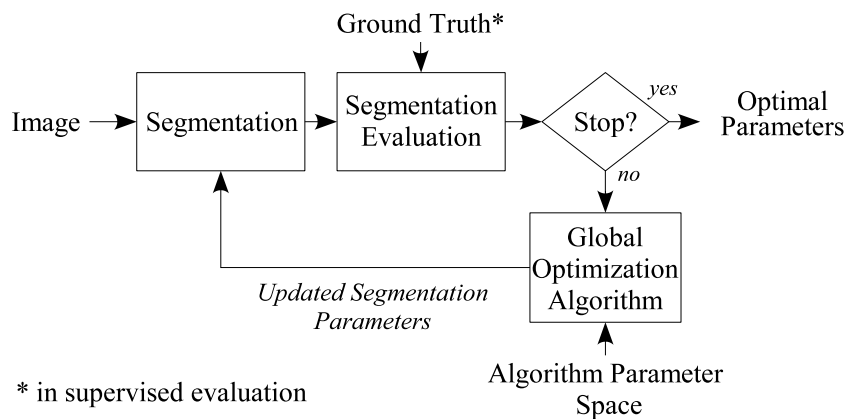 Ground Truth*
Image
Segmentation
Segmentation
Evaluation
Stop?
yes
Optimal
Parameters
no
Global
Optimization
Algorithm
Updated Segmentation
Parameters
Algorithm Parameter
Space
* in supervised evaluation